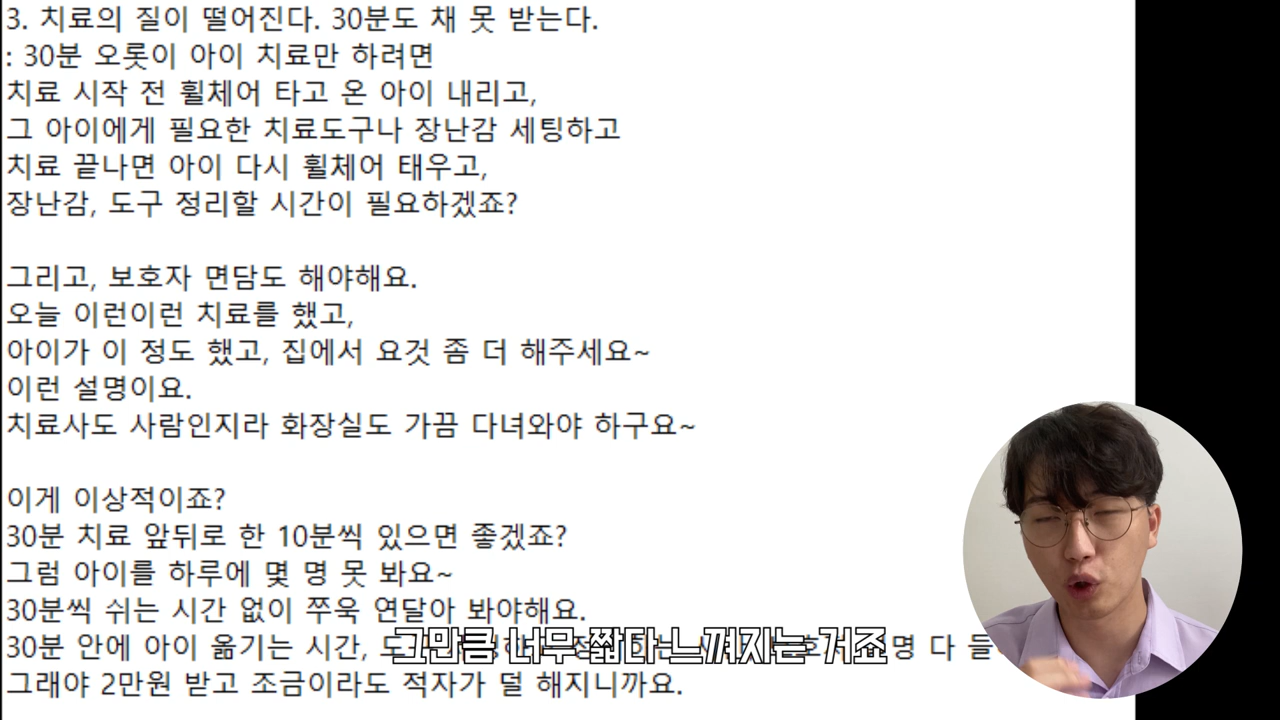 3. 치료의 질이 떨어진다. 30분도 채 못 받는다.
: 30분 오롯이 아이 치료만 하려면
치료 시작 전 휠체어 타고 온 아이 내리고,
그 아이에게 필요한 치료도구나 장난감 세팅하고
치료 끝나면 아이 다시 휠체어 태우고,
장난감, 도구 정리할 시간이 필요하겠죠?
그리고, 보호자 면담도 해야해요.
오늘 이런이런 치료를 했고,
아이가 이 정도 했고, 집에서 요것 좀 더 해주세요~
이런 설명이요.
치료사도 사람인지라 화장실도 가끔 다녀와야 하구요~
이게 이상적이죠?
30분 치료 앞뒤로 한 10분씩 있으면 좋겠죠?
그럼 아이를 하루에 몇 명 못 봐요~
30분씩 쉬는 시간 없이 쭈욱 연달아 봐야해요.
30분 안에 아이 옮기는 시간, 다
그만큼 너무 짧다 느껴지는 거죠
그래야 2만원 받고 조금이라도 적자가 덜 해지니까요.